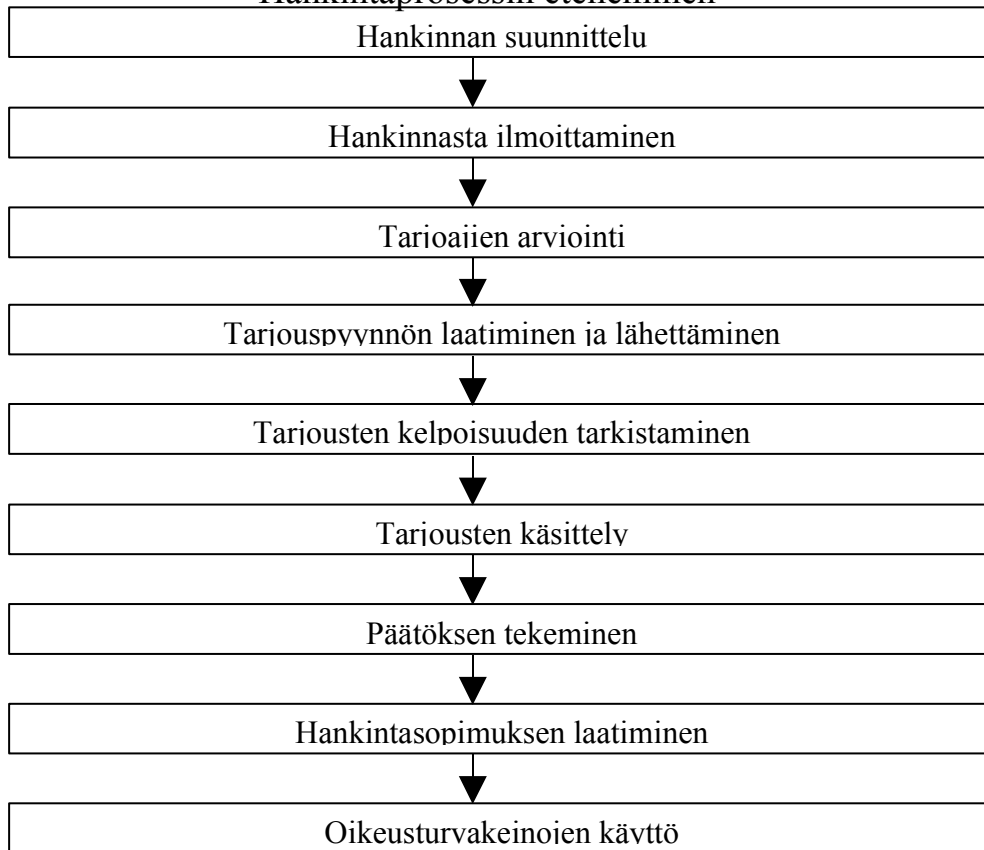 Hankintaprosessin eteneminen
Hankinnan suunnittelu
Hankinnasta ilmoittaminen
Tarjoajien arviointi
Tarjouspyynnön laatiminen ja lähettäminen
Tarjousten kelpoisuuden tarkistaminen
Tarjousten käsittely
Päätöksen tekeminen
Hankintasopimuksen laatiminen
Oikeusturvakeinojen käyttö